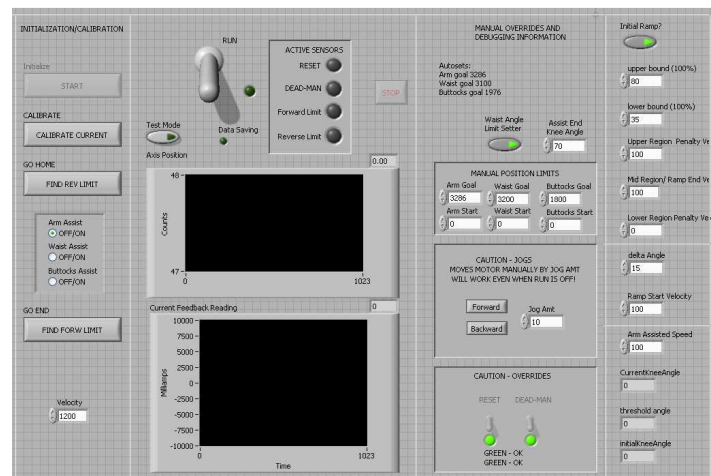 INITIALIZATION/CALIBRATION
Initialize
START
CALIBRATE
CALIBRATE CURRENT
GO HOME
FIND REV LIMIT
Arm Assist
OFF/ON
Waist Assist
OFF/ON
Buttocks Assist
OFF/ON
GO END
FIND FORW LIMIT
Velocity
1200
RUN
Test Mode
Data Saving
ACTIVE SENSORS
RESET
DEAD-MAN
Forward Limit
Reverse Limit
STOP
Axis Position
0.00
48
Counts
47
0
1023
Current Feedback Reading
0
10000
7500
5000
2500
0
-2500
-5000
-7500
-10000
Milliamps
0
1023
Time
MANUAL OVERRIDES AND
DEBUGGING INFORMATION
Autosets:
Arm goal 3286
Waist goal 3100
Buttocks goal 1976
Waist Angle
Limit Setter
Assist End
Knee Angle
70
MANUAL POSITION LIMITS
Arm Goal Waist Goal Buttocks Goal
3286 3200 1800
Arm Start Waist Start Buttocks Start
0 0 0
CAUTION - JOGS
MOVES MOTOR MANUALLY BY JOG AMT
WILL WORK EVEN WHEN RUN IS OFF!
Forward
Backward
Jog Amt
10
CAUTION - OVERRIDES
RESET DEAD-MAN
GREEN - OK
GREEN - OK
Initial Ramp?
upper bound (100%)
80
lower bound (100%)
35
Upper Region Penalty Ve
100
Mid Region/ Ramp End Ve
100
Lower Region Penalty Ve
0
delta Angle
15
Ramp Start Velocity
100
Arm Assisted Speed
100
CurrentKneeAngle
0
threshold angle
0
initialKneeAngle
0